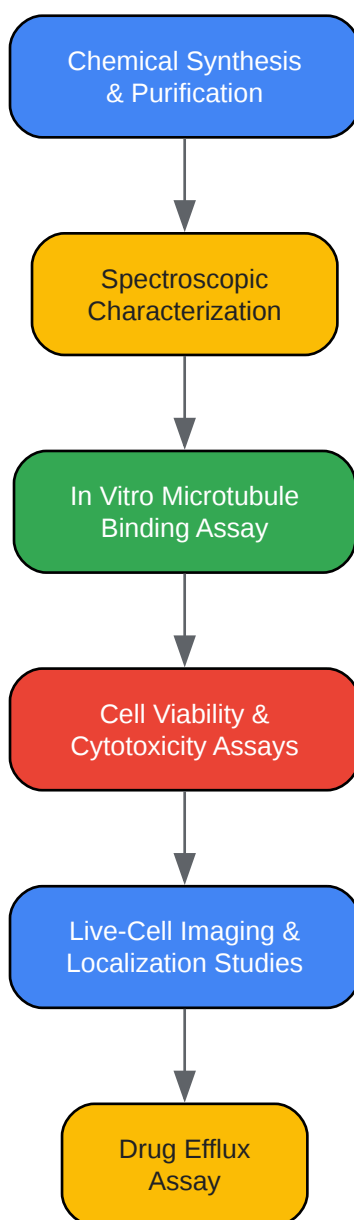 Chemical Synthesis
& Purification
Spectroscopic
Characterization
In Vitro Microtubule
Binding Assay
Cell Viability &
Cytotoxicity Assays
Live-Cell Imaging &
Localization Studies
Drug Efflux
Assay